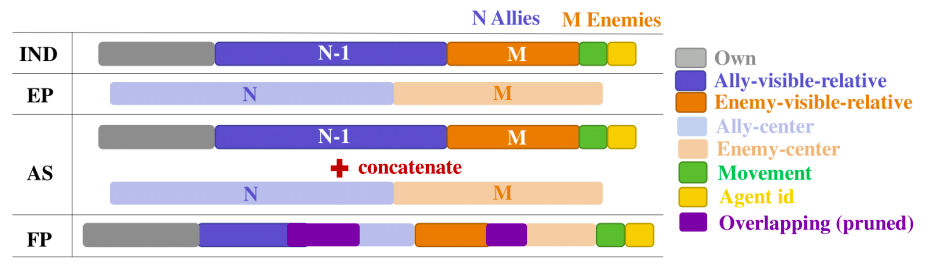 N Allies M Enemies
IND N-1 M
EP N M
AS N-1 M
concatenate
N M
FP
Own
Ally-visible-relative
Enemy-visible-relative
Ally-center
Enemy-center
Movement
Agent id
Overlapping (pruned)